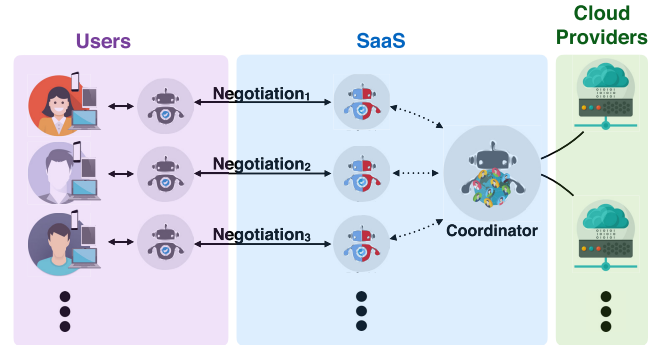 Users
SaaS
Cloud
Providers
Negotiation₁
Negotiation₂
Negotiation₃
Coordinator